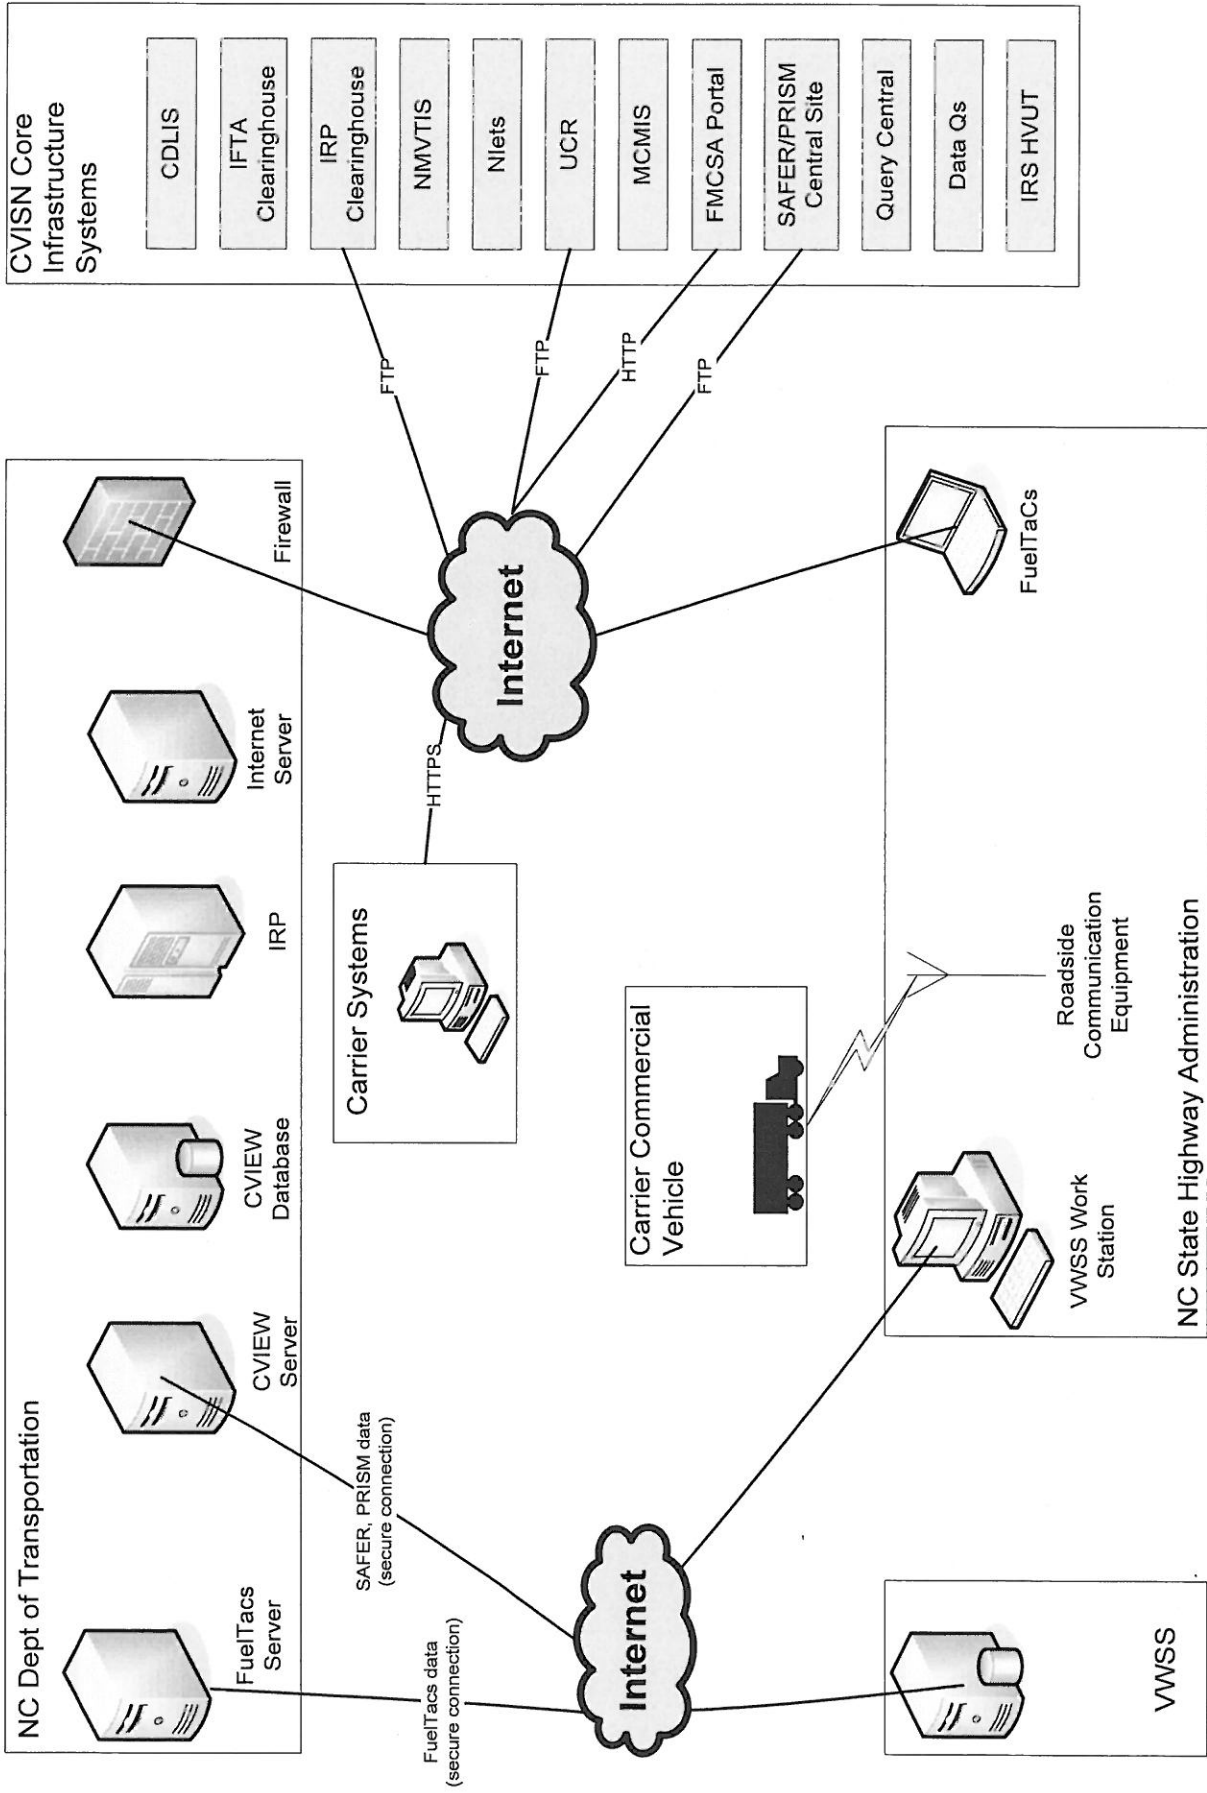 NC Dept of Transportation
FuelTacs
Server
CVIEW
Server
CVIEW
Database
IRP
Internet
Server
Firewall
CVISN Core
Infrastructure
Systems
CDLIS
IFTA
Clearinghouse
IRP
Clearinghouse
NMVTIS
Nlets
UCR
MCMIS
FMCSA Portal
SAFER/PRISM
Central Site
Query Central
Data Qs
IRS HVUT
FuelTacs data
(secure connection)
SAFER, PRISM data
(secure connection)
Carrier Systems
HTTPS
FTP
FTP
HTTP
FTP
Internet
Internet
Carrier Commercial
Vehicle
VWSS
VWSS Work
Station
Roadside
Communication
Equipment
FuelTaCs
NC State Highway Administration